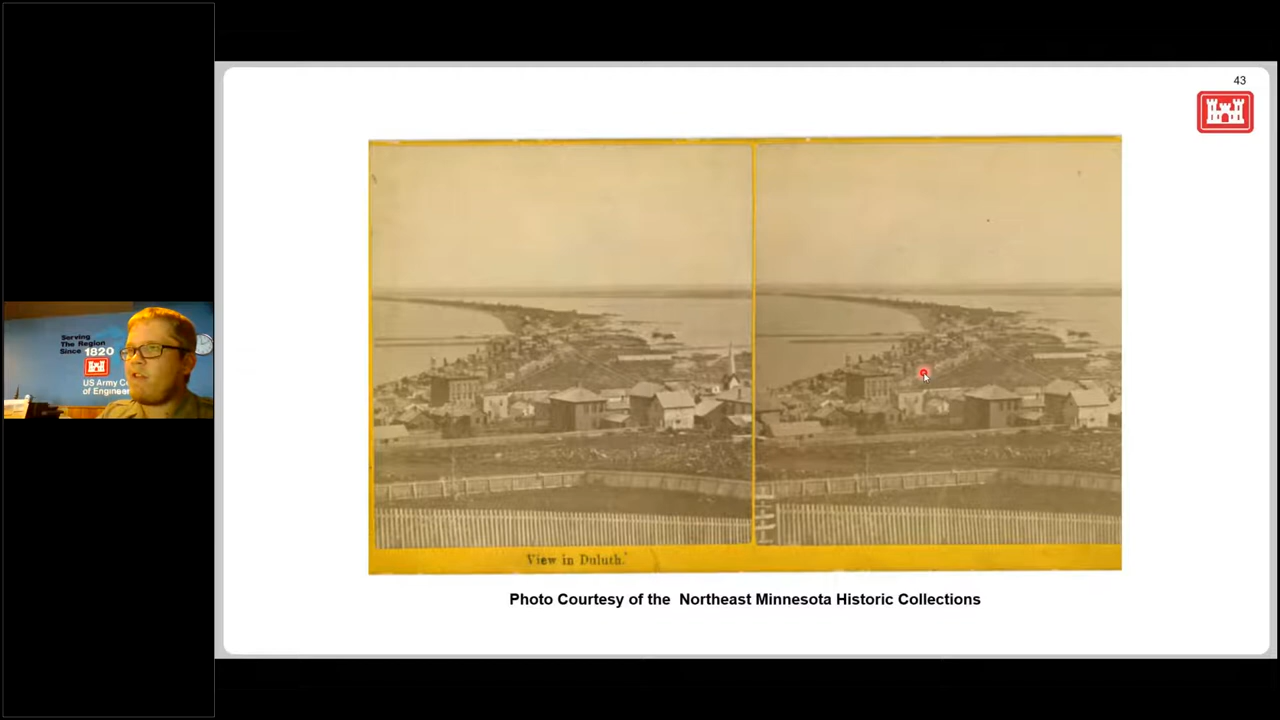 43
Serving
The Region
Since 1820
US Army Co
of Engineer
View in Duluth.
Photo Courtesy of the Northeast Minnesota Historic Collections